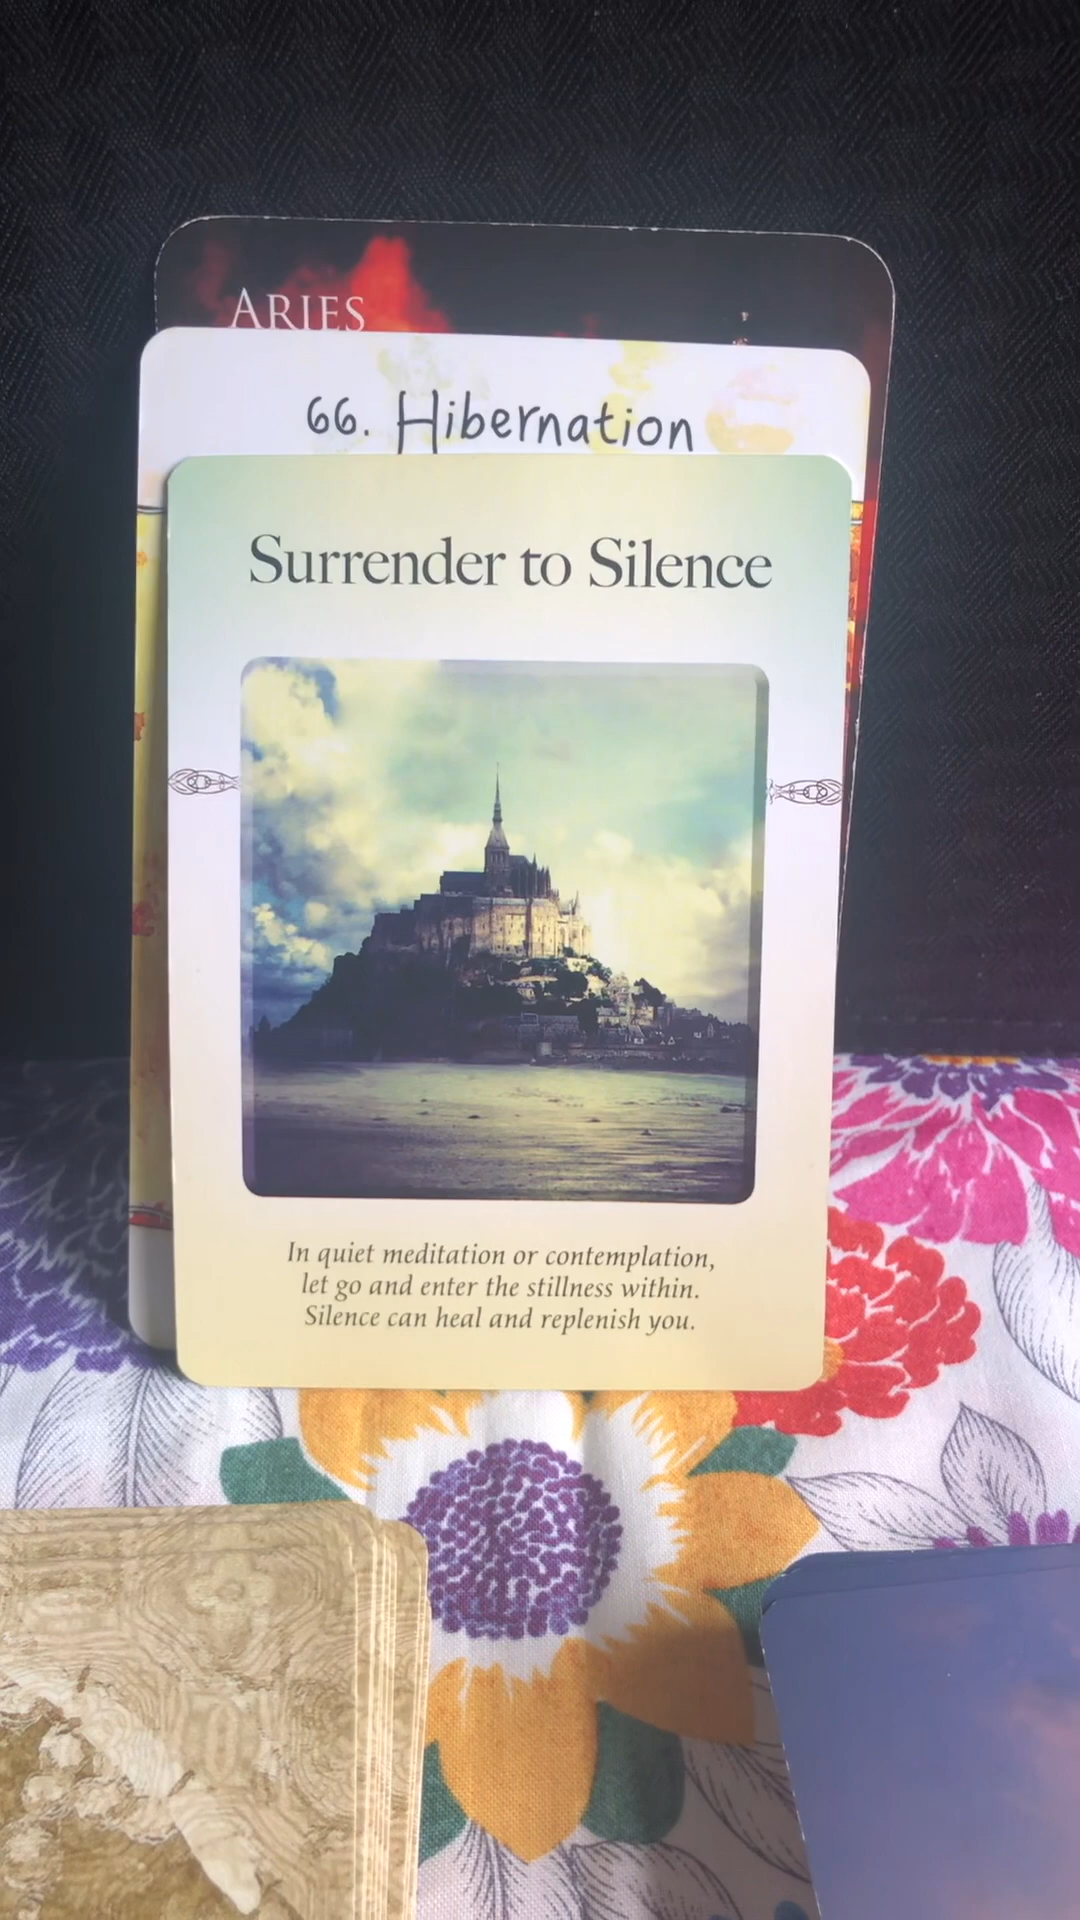 ARIES
66. Hibernation
Surrender to Silence
In quiet meditation or contemplation,
let go and enter the stillness within.
Silence can heal and replenish you.